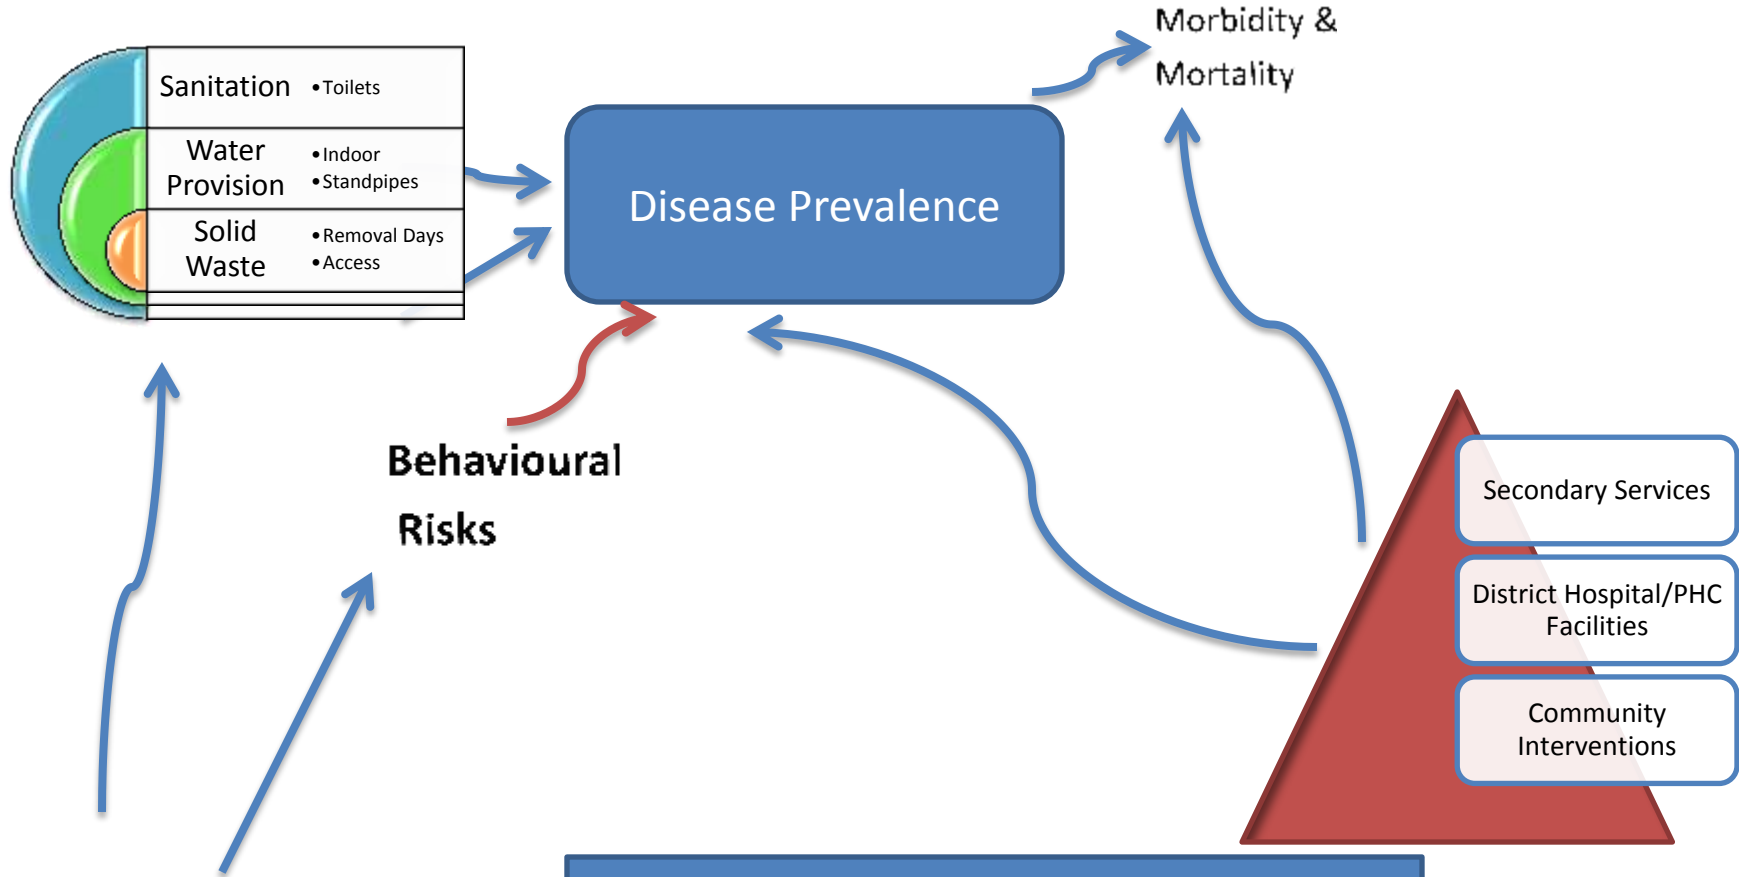 Morbidity &
Mortality
Sanitation
•Toilets
Water
Provision
•Indoor
•Standpipes
Solid
Waste
•Removal Days
•Access
Disease Prevalence
Behavioural
Risks
Secondary Services
District Hospital/PHC
Facilities
Community
Interventions